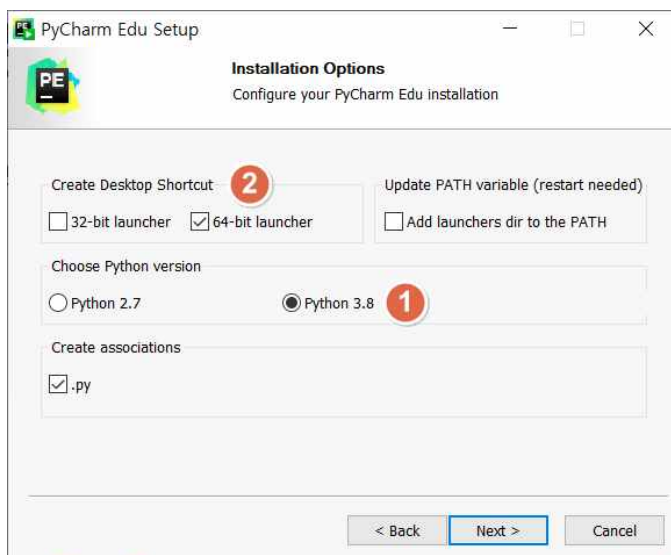 PyCharm Edu Setup
PE
Installation Options
Configure your PyCharm Edu installation
Create Desktop Shortcut 2
Update PATH variable (restart needed)
32-bit launcher 64-bit launcher
Add launchers dir to the PATH
Choose Python version
Python 2.7 Python 3.8 1
Create associations
.py
< Back Next > Cancel